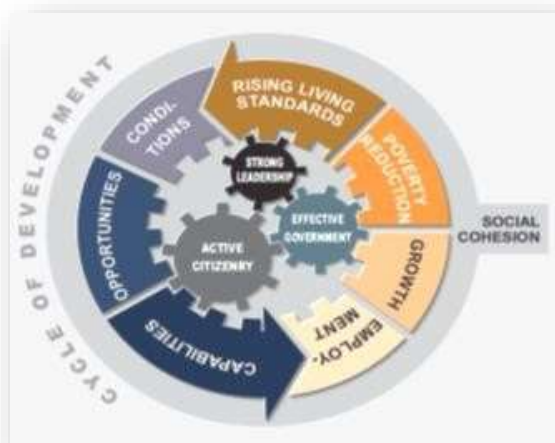 CYCLE OF DEVELOPMENT
RISING LIVING
STANDARDS
POVERTY
REDUCTION
GROWTH
EMPLOY-
MENT
CAPABILITIES
OPPORTUNITIES
CONDI-
TIONS
STRONG
LEADERSHIP
EFFECTIVE
GOVERNMENT
ACTIVE
CITIZENRY
SOCIAL
COHESION